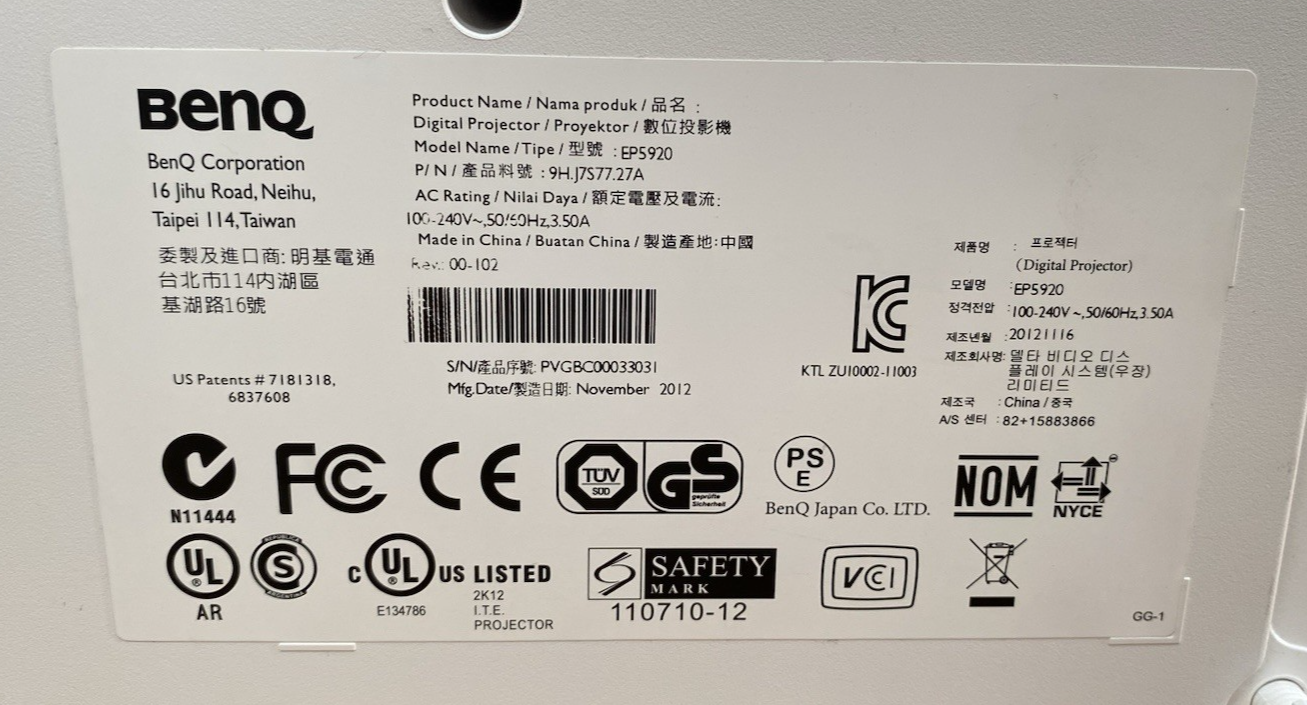 BenQ
BenQ Corporation
16 Jihu Road, Neihu,
Taipei 114, Taiwan
委製及進口商: 明基電通
台北市114内湖區
基湖路16號
US Patents # 7181318,
6837608
Product Name / Nama produk / 品名 :
Digital Projector / Proyektor / 數位投影機
Model Name / Tipe / 型號 : EP5920
P/ N / 產品料號 : 9H.J7S77.27A
AC Rating / Nilai Daya / 額定電壓及電流:
100-240V~,50/60Hz,3.50A
Made in China / Buatan China / 製造產地:中國
Rev.: 00-102
S/N/產品序號: PVGBC00033031
Mfg.Date/製造日期: November 2012
KC
KTL ZU10002-11003
제품명 : 프로젝터
(Digital Projector)
모델명 : EP5920
정격전압 : 100-240V ~,50/60Hz,3.50A
제조년월 : 20121116
제조회사명: 델타 비디오 디스
플레이 시스템(우장)
리미티드
제조국 : China / 중국
A/S 센터 : 82+15883866
N11444
FC
CE
TÜV
SÜD
GS
geprüfte
Sicherheit
PS
E
BenQ Japan Co. LTD.
NOM
NYCE
UL
®
AR
REPUBLICA
S
ARGENTINA
C UL ® US LISTED
E134786
2K12
I.T.E.
PROJECTOR
SAFETY
MARK
110710-12
VCI
GG-1